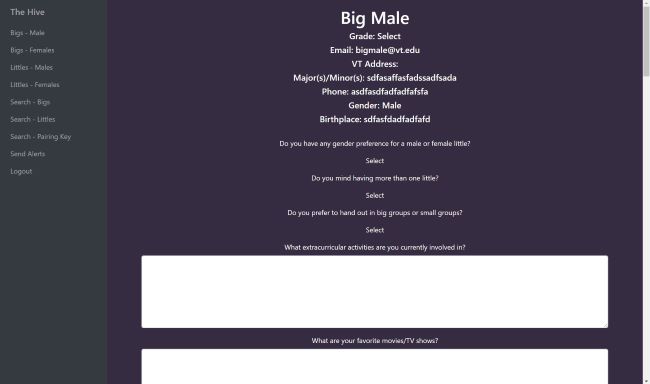 The Hive
Bigs - Male
Bigs - Females
Littles - Males
Littles - Females
Search - Bigs
Search - Littles
Search - Pairing Key
Send Alerts
Logout
Big Male
Grade: Select
Email: bigmale@vt.edu
VT Address:
Major(s)/Minor(s): sdfasaffasfadssadfsada
Phone: asdfasdfadfadfafsfa
Gender: Male
Birthplace: sdfasfdadfadfafd
Do you have any gender preference for a male or female little?
Select
Do you mind having more than one little?
Select
Do you prefer to hand out in big groups or small groups?
Select
What extracurricular activities are you currently involved in?
What are your favorite movies/TV shows?